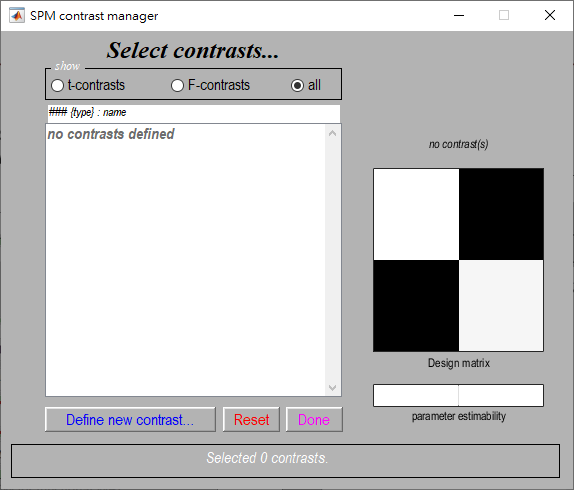 SPM contrast manager
Select contrasts...
show
t-contrasts F-contrasts all
### {type} : name
no contrasts defined
no contrast(s)
Design matrix
parameter estimability
Define new contrast... Reset Done
Selected 0 contrasts.